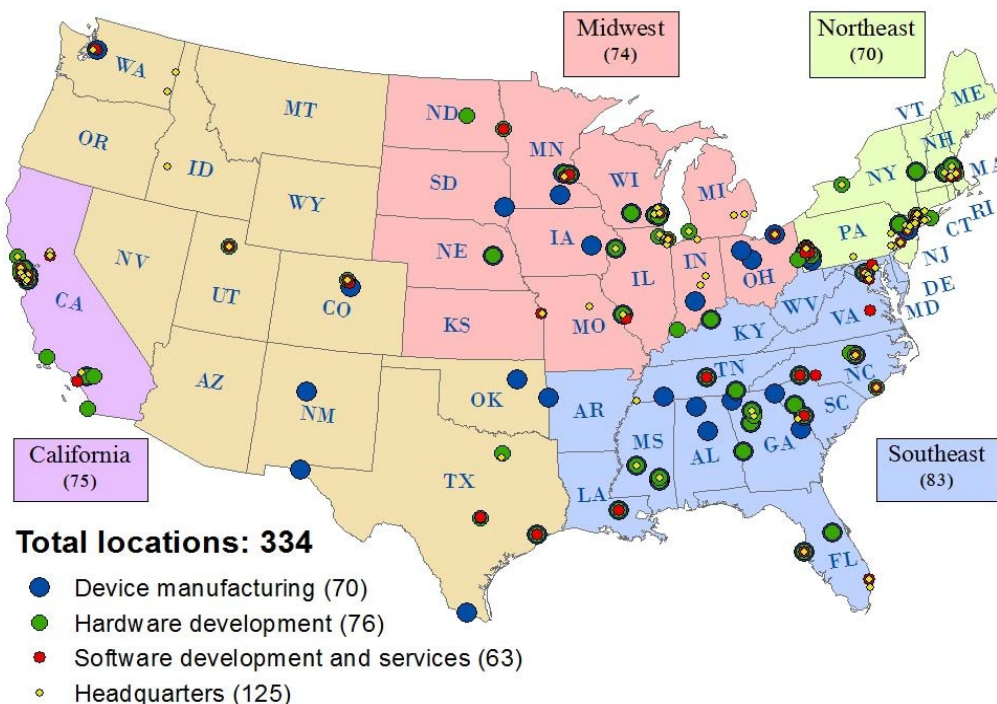 Midwest
(74)
Northeast
(70)
WA
MT
ND
MN
VT
ME
OR
ID
SD
WI
MI
NY
NH
MA
WY
RI
CT
NE
IA
PA
NJ
NV
IL
IN
OH
DE
CA
UT
CO
WV
MD
KS
MO
KY
VA
AZ
NM
OK
TN
NC
AR
SC
California
(75)
TX
MS
AL
GA
Southeast
(83)
LA
FL
Total locations: 334
Device manufacturing (70)
Hardware development (76)
Software development and services (63)
Headquarters (125)